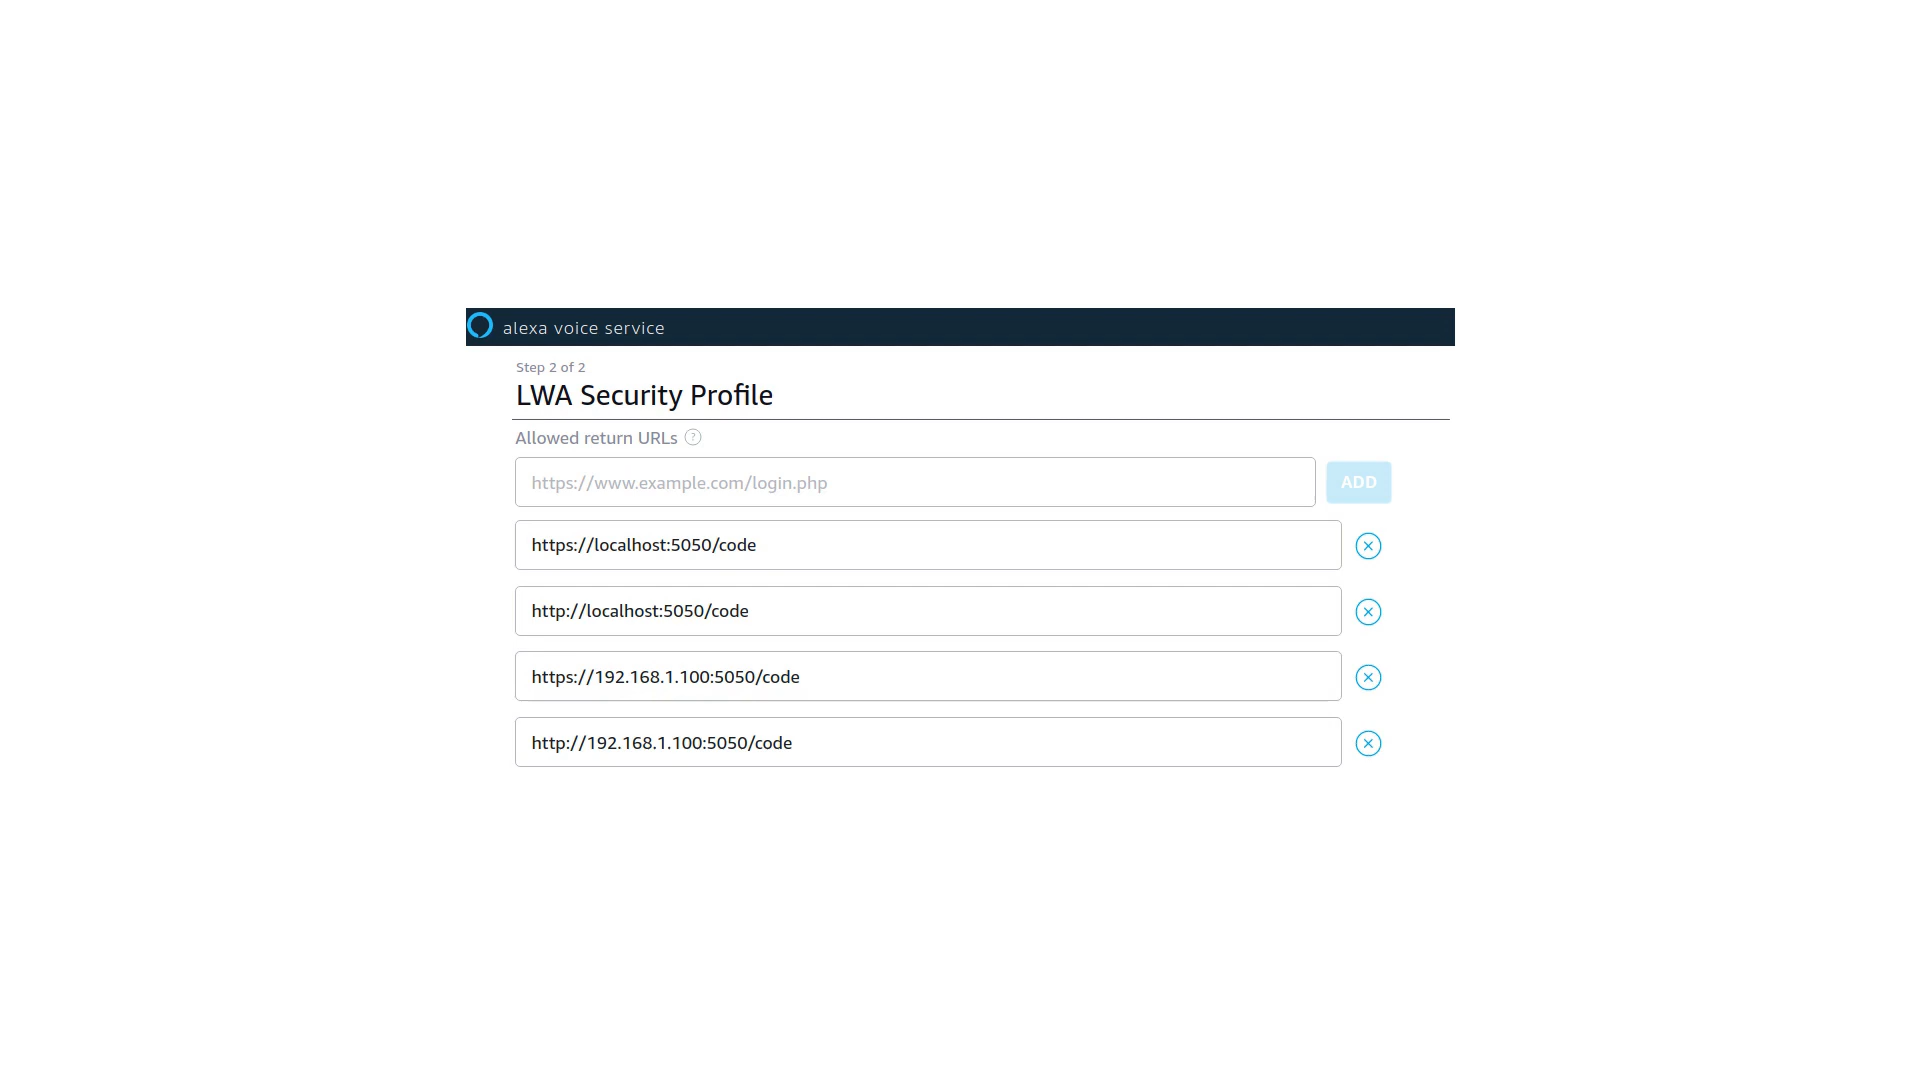 alexa voice service
Step 2 of 2
LWA Security Profile
Allowed return URLs ?
https://www.example.com/login.php
ADD
https://localhost:5050/code
http://localhost:5050/code
https://192.168.1.100:5050/code
http://192.168.1.100:5050/code